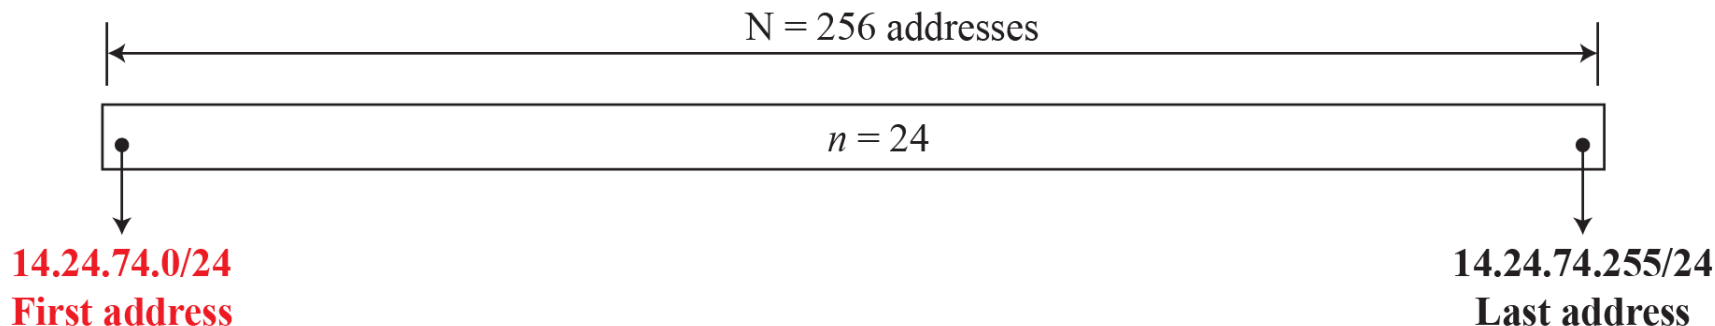 N = 256 addresses
n = 24
14.24.74.0/24
First address
14.24.74.255/24
Last address